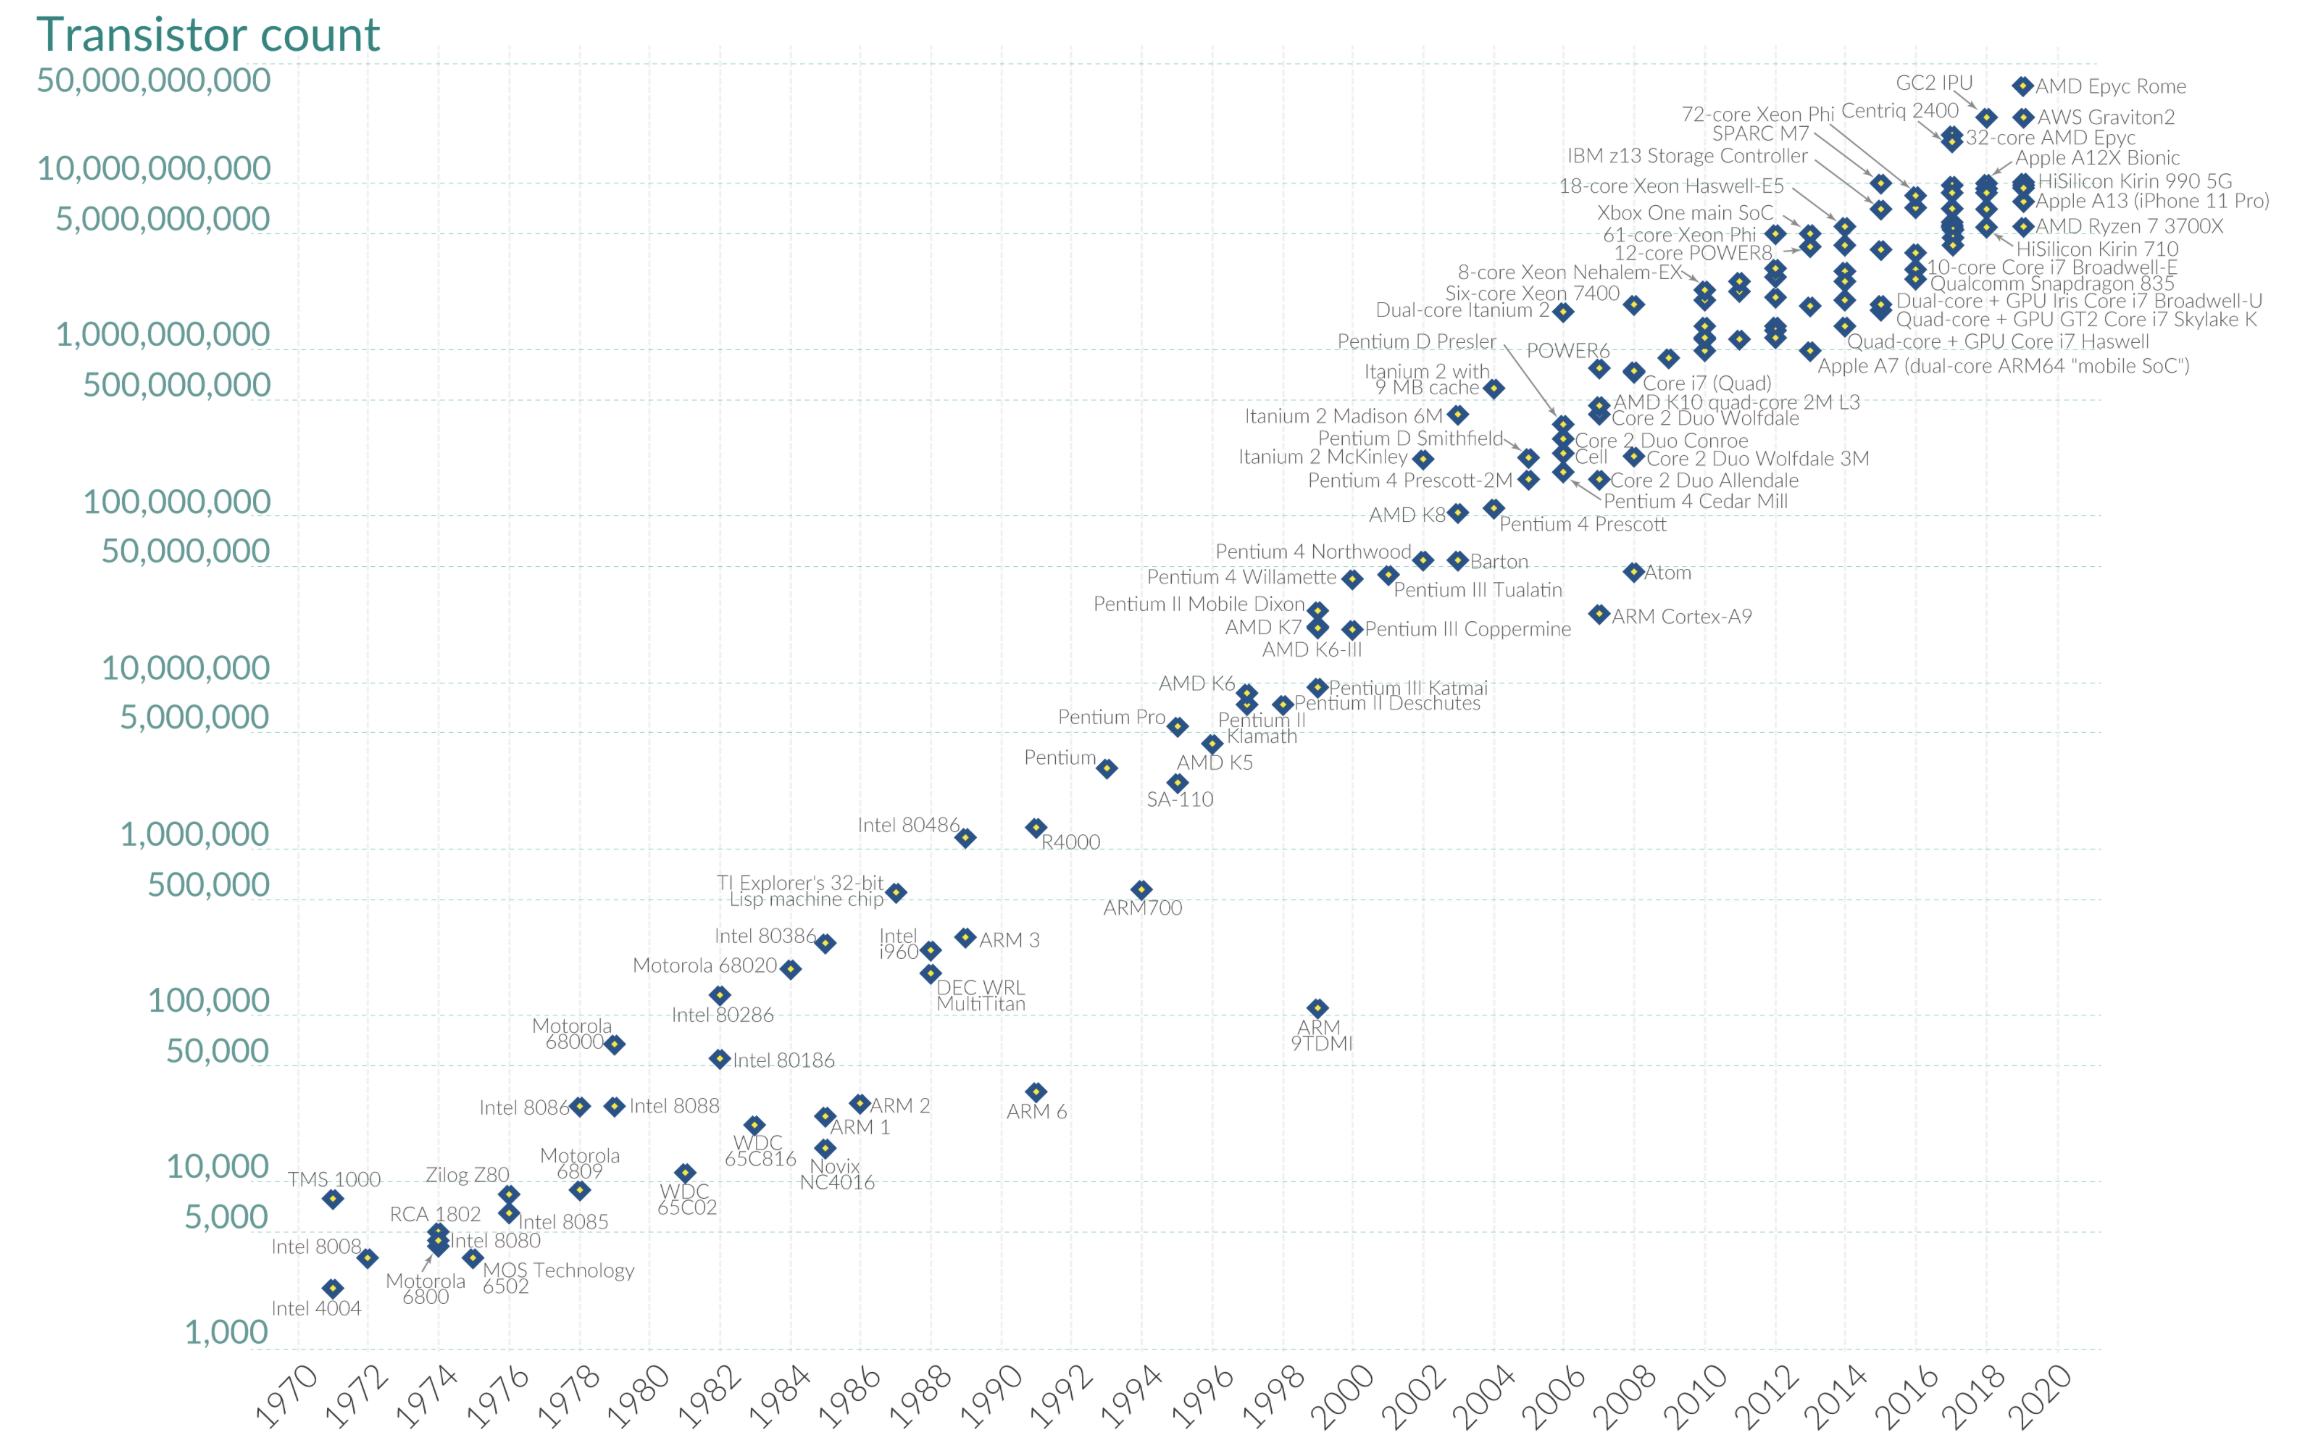 Transistor count
50,000,000,000
10,000,000,000
5,000,000,000
1,000,000,000
500,000,000
100,000,000
50,000,000
10,000,000
5,000,000
1,000,000
500,000
100,000
50,000
10,000
5,000
1,000
GC2 IPU
AMD Epyc Rome
72-core Xeon Phi
Centriq 2400
AWS Graviton2
SPARC M7
32-core AMD Epyc
IBM z13 Storage Controller
Apple A12X Bionic
18-core Xeon Haswell-E5
HiSilicon Kirin 990 5G
Apple A13 (iPhone 11 Pro)
Xbox One main SoC
61-core Xeon Phi
AMD Ryzen 7 3700X
12-core POWER8
HiSilicon Kirin 710
8-core Xeon Nehalem-EX
10-core Core i7 Broadwell-E
Qualcomm Snapdragon 835
Six-core Xeon 7400
Dual-core + GPU Iris Core i7 Broadwell-U
Dual-core Itanium 2
Quad-core + GPU GT2 Core i7 Skylake K
Pentium D Presler
Quad-core + GPU Core i7 Haswell
POWER6
Apple A7 (dual-core ARM64 "mobile SoC")
Itanium 2 with
9 MB cache
Core i7 (Quad)
AMD K10 quad-core 2M L3
Itanium 2 Madison 6M
Core 2 Duo Wolfdale
Pentium D Smithfield
Core 2 Duo Conroe
Itanium 2 McKinley
Cell
Core 2 Duo Wolfdale 3M
Pentium 4 Prescott-2M
Core 2 Duo Allendale
Pentium 4 Cedar Mill
AMD K8
Pentium 4 Prescott
Pentium 4 Northwood
Barton
Atom
Pentium 4 Willamette
Pentium III Tualatin
Pentium II Mobile Dixon
ARM Cortex-A9
AMD K7
Pentium III Coppermine
AMD K6-III
AMD K6
Pentium III Katmai
Pentium II Deschutes
Pentium Pro
Pentium II
Klamath
Pentium
AMD K5
SA-110
Intel 80486
R4000
TI Explorer's 32-bit
Lisp machine chip
ARM700
Intel 80386
Intel
i960
ARM 3
Motorola 68020
DEC WRL
MultiTitan
Intel 80286
Motorola
68000
ARM
9TDMI
Intel 80186
Intel 8086
Intel 8088
ARM 2
ARM 6
ARM 1
WDC
65C816
Motorola
6809
Novix
NC4016
Zilog Z80
TMS 1000
WDC
65C02
RCA 1802
Intel 8085
Intel 8080
Intel 8008
MOS Technology
6502
Motorola
6800
Intel 4004
1970
1972
1974
1976
1978
1980
1982
1984
1986
1988
1990
1992
1994
1996
1998
2000
2002
2004
2006
2008
2010
2012
2014
2016
2018
2020